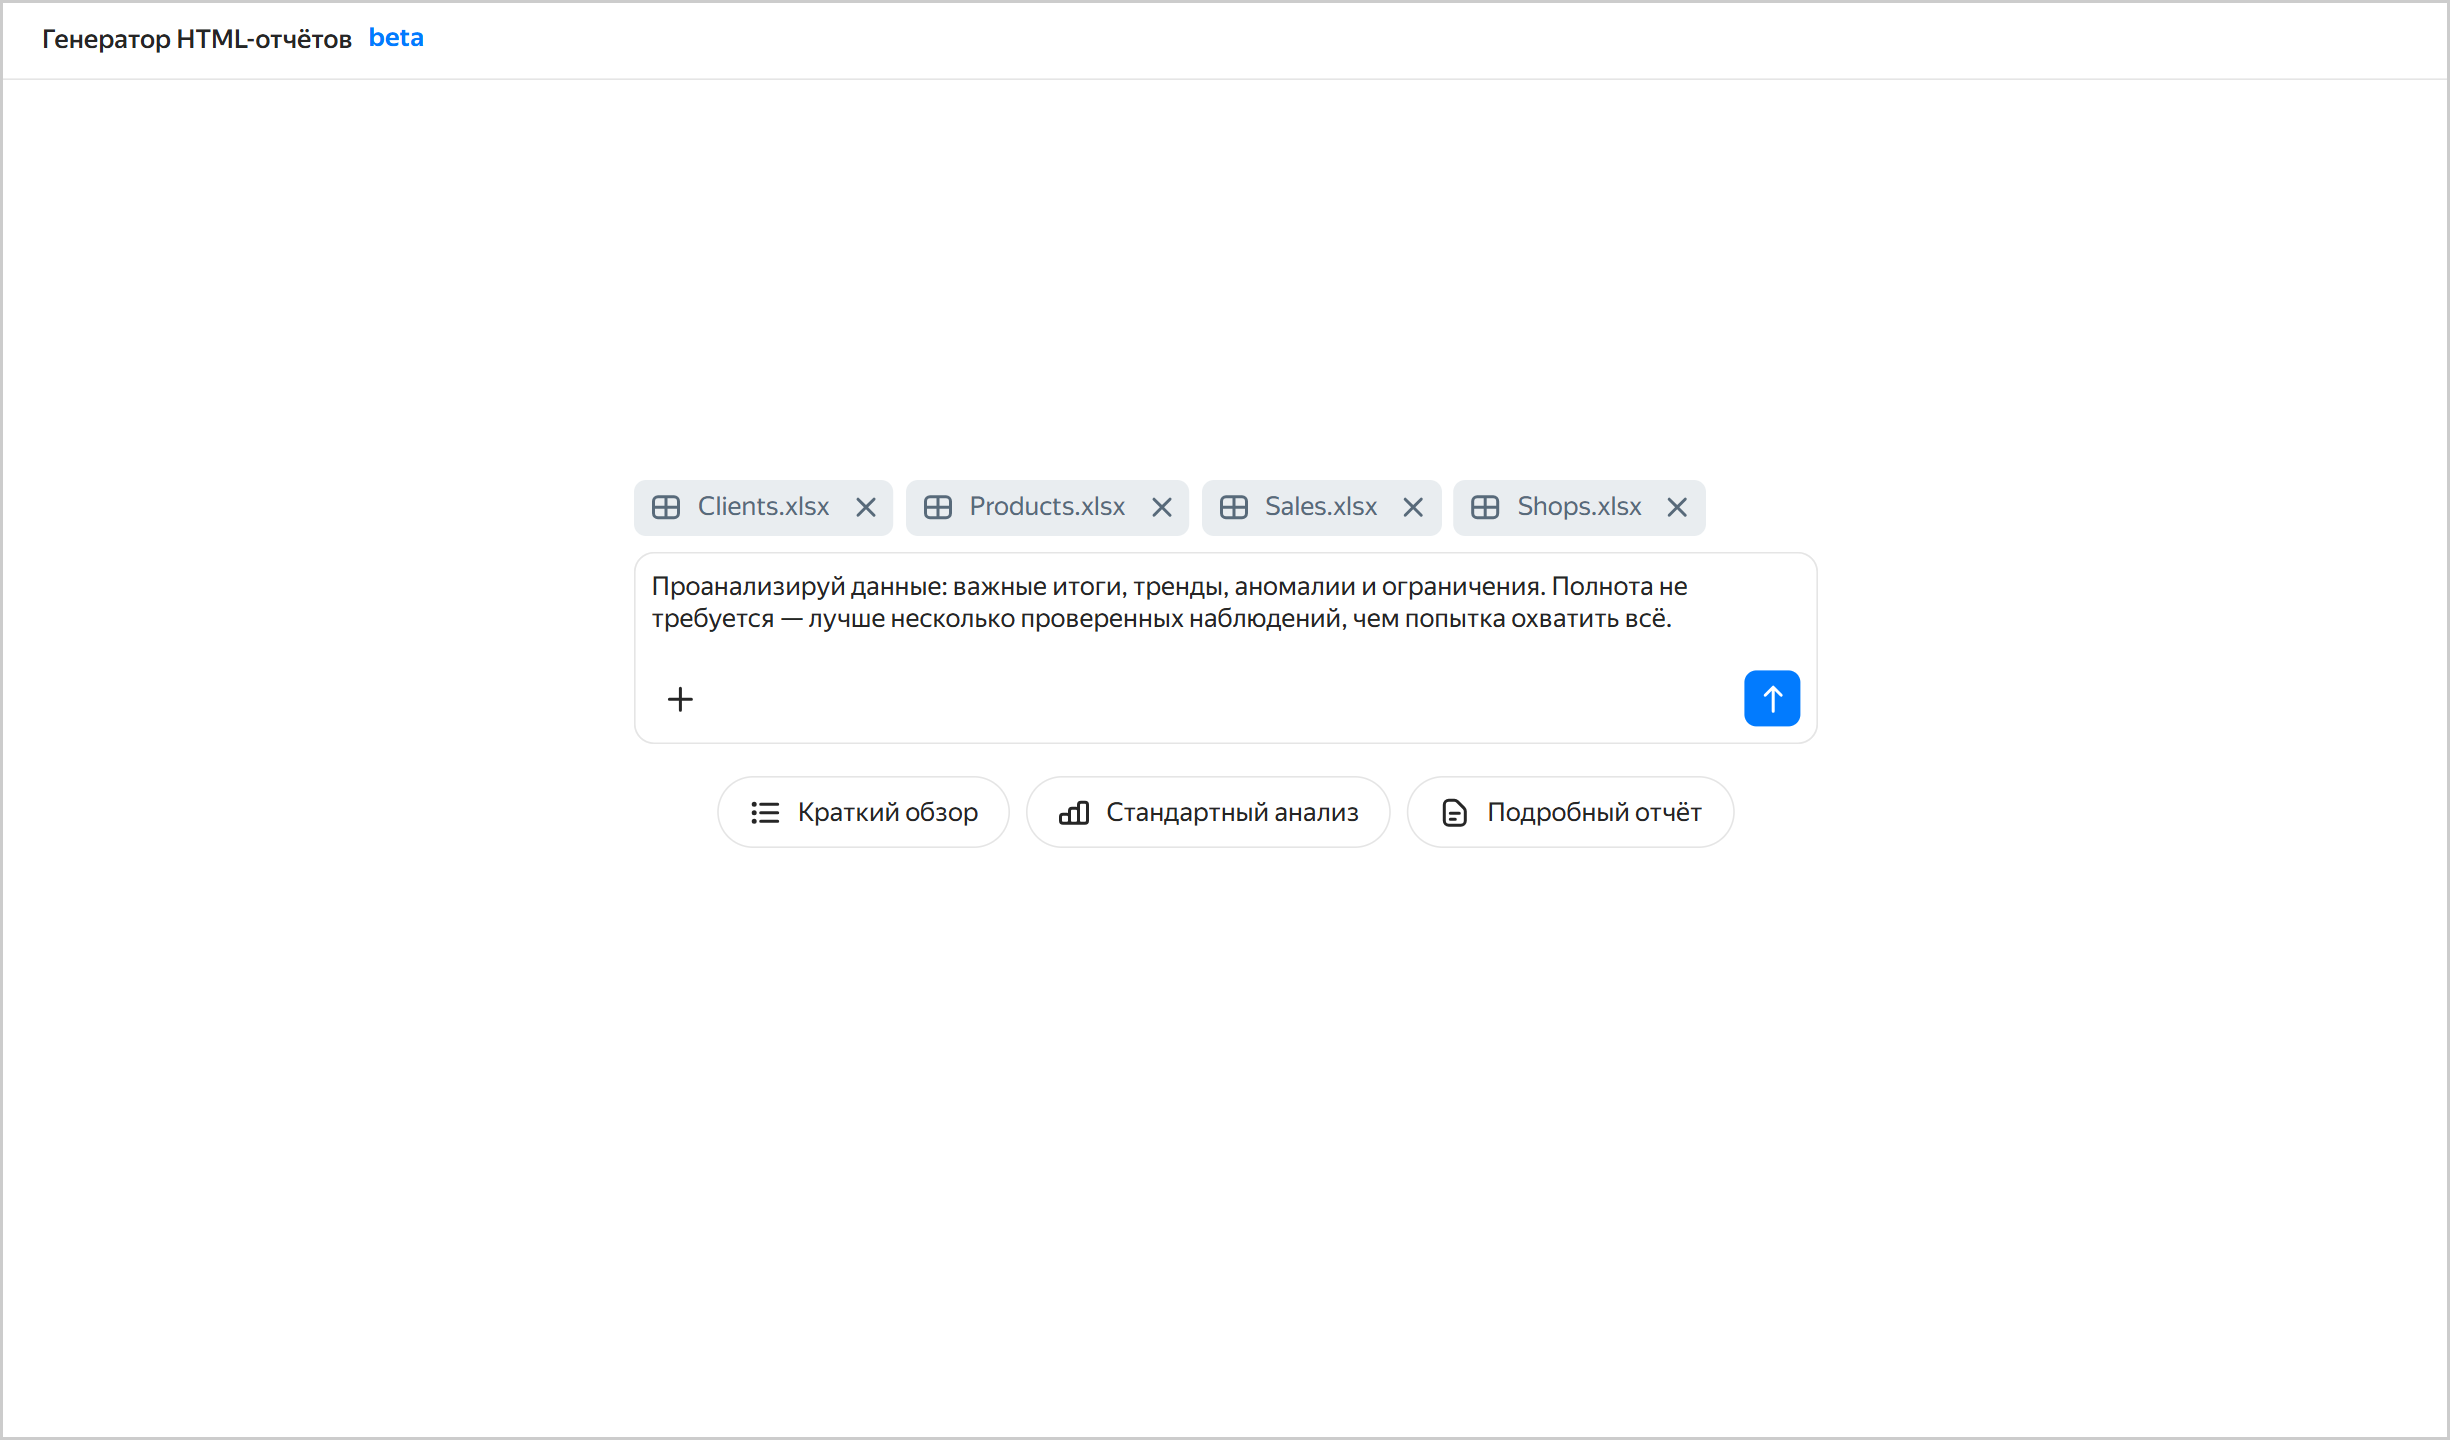 Генератор HTML-отчётов beta
Clients.xlsx Products.xlsx Sales.xlsx Shops.xlsx
Проанализируй данные: важные итоги, тренды, аномалии и ограничения. Полнота не
требуется — лучше несколько проверенных наблюдений, чем попытка охватить всё.
Краткий обзор Стандартный анализ Подробный отчёт